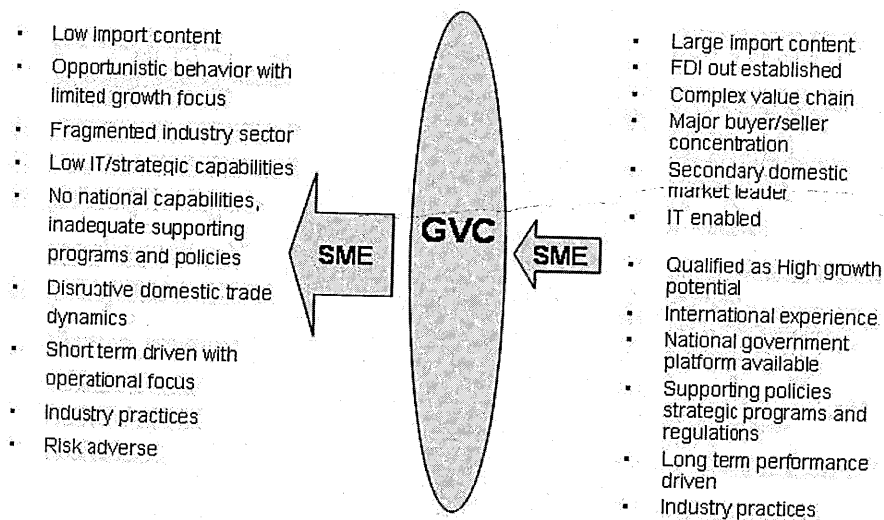 Low import content
Opportunistic behavior with
limited growth focus
Fragmented industry sector
Low IT/strategic capabilities
No national capabilities,
inadequate supporting
programs and policies
Disruptive domestic trade
dynamics
Short term driven with
operational focus
Industry practices
Risk adverse
SME
GVC
SME
Large import content
FDI out established
Complex value chain
Major buyer/seller
concentration
Secondary domestic
market leader
IT enabled
Qualified as High growth
potential
International experience
National government
platform available
Supporting policies
strategic programs and
regulations
Long term performance
driven
Industry practices